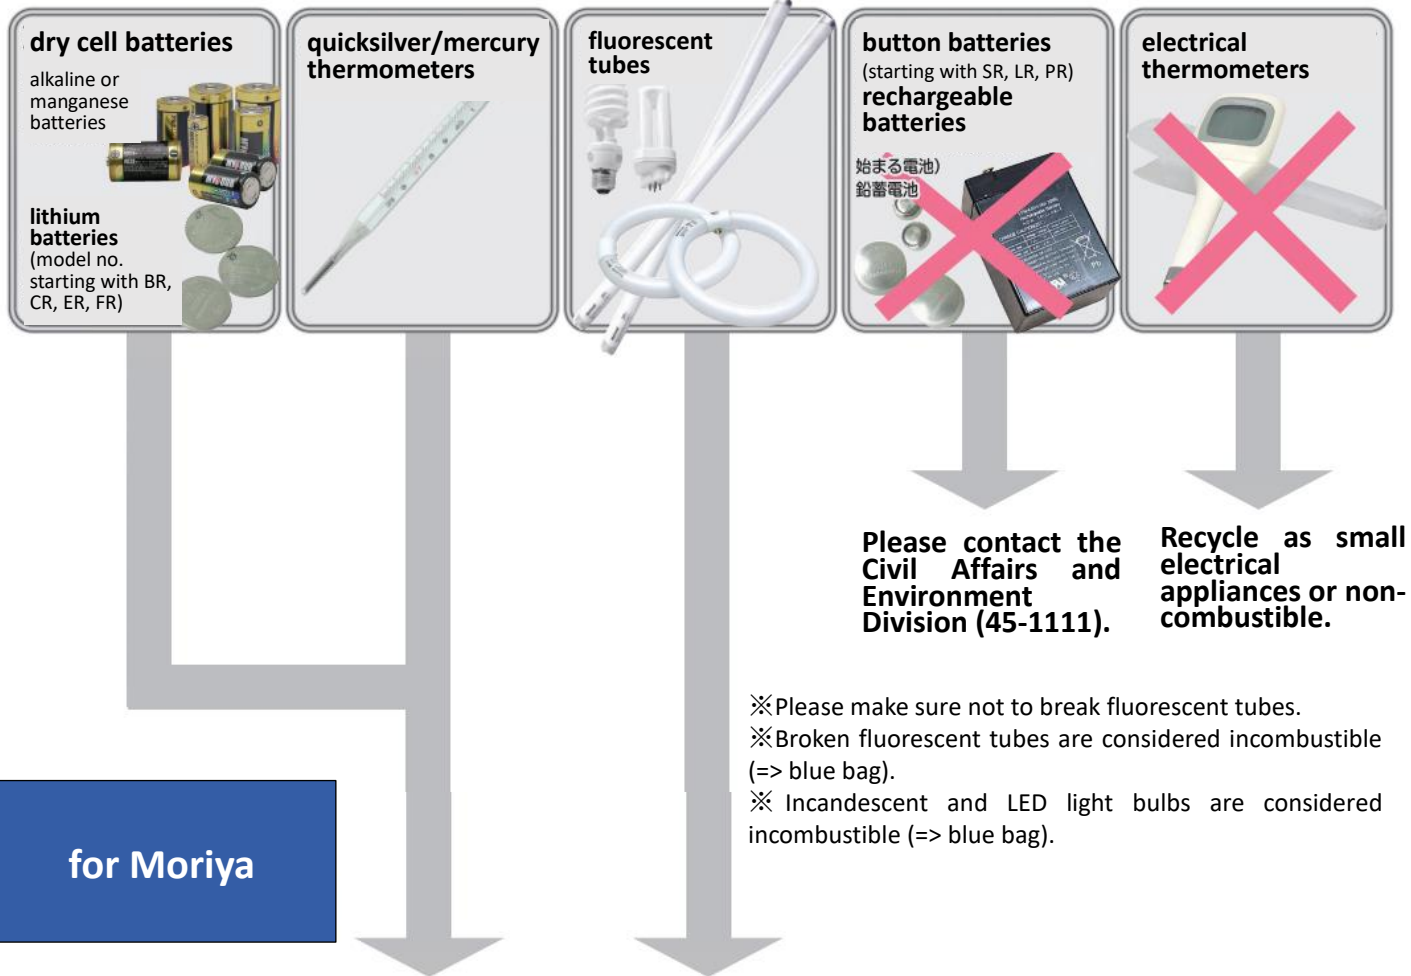 dry cell batteries
alkaline or
manganese
batteries
lithium
batteries
(model no.
starting with BR,
CR, ER, FR)
quicksilver/mercury
thermometers
fluorescent
tubes
button batteries
(starting with SR, LR, PR)
rechargeable
batteries
始まる電池)
鉛蓄電池
Pb
electrical
thermometers
Please contact the
Civil Affairs and
Environment
Division (45-1111).
Recycle as small
electrical
appliances or non-
combustible.
※Please make sure not to break fluorescent tubes.
※Broken fluorescent tubes are considered incombustible
(=> blue bag).
※ Incandescent and LED light bulbs are considered
incombustible (=> blue bag).
for Moriya